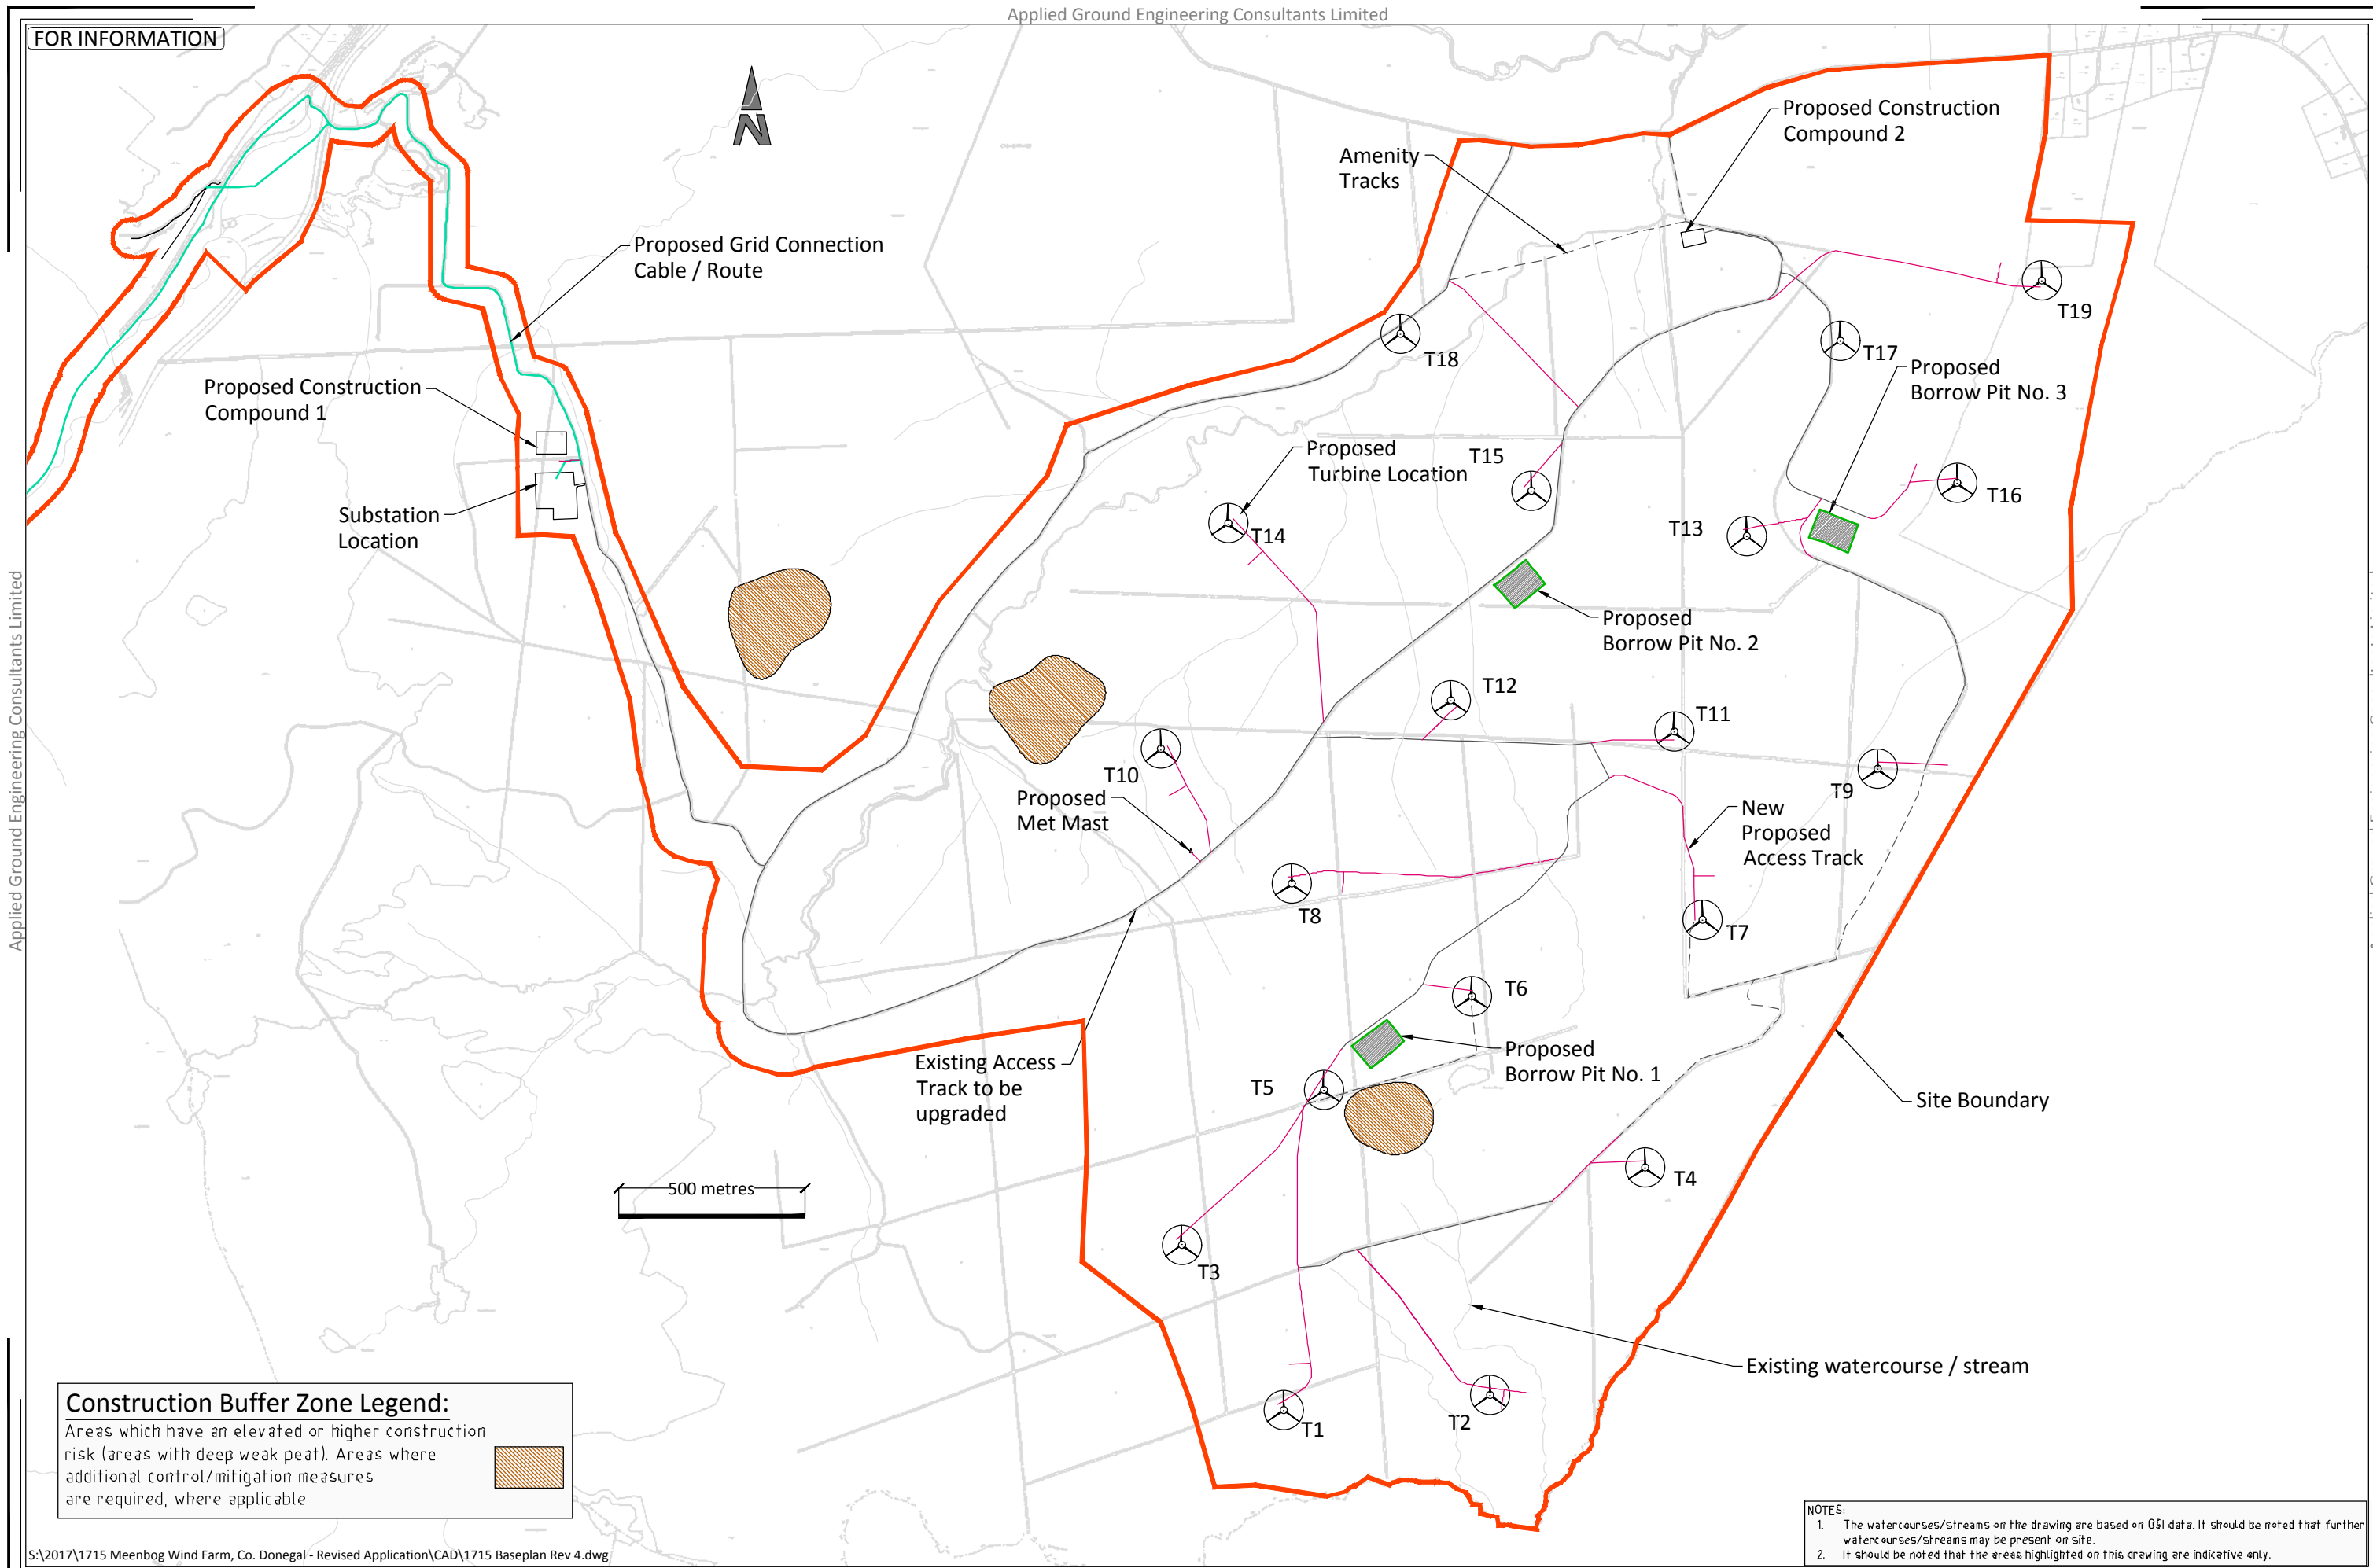 Applied Ground Engineering Consultants Limited
FOR INFORMATION
N
Proposed Construction
Compound 2
Amenity
Tracks
Proposed Grid Connection
Cable / Route
T19
T18
T17
Proposed
Borrow Pit No. 3
Proposed Construction
Compound 1
Proposed
Turbine Location
T15
T16
Substation
Location
T14
T13
Proposed
Borrow Pit No. 2
T12
T11
T10
Proposed
Met Mast
T9
New
Proposed
Access Track
T8
T7
T6
Existing Access
Track to be
upgraded
Proposed
Borrow Pit No. 1
T5
Site Boundary
T4
500 metres
T3
Existing watercourse / stream
T1
T2
Applied Ground Engineering Consultants Limited
Construction Buffer Zone Legend:
Areas which have an elevated or higher construction
risk (areas with deep weak peat). Areas where
additional control/mitigation measures
are required, where applicable
NOTES:
1. The watercourses/streams on the drawing are based on GSI data. It should be noted that further
watercourses/streams may be present on site.
2. It should be noted that the areas highlighted on this drawing are indicative only.
S:\2017\1715 Meenbog Wind Farm, Co. Donegal - Revised Application\CAD\1715 Baseplan Rev 4.dwg